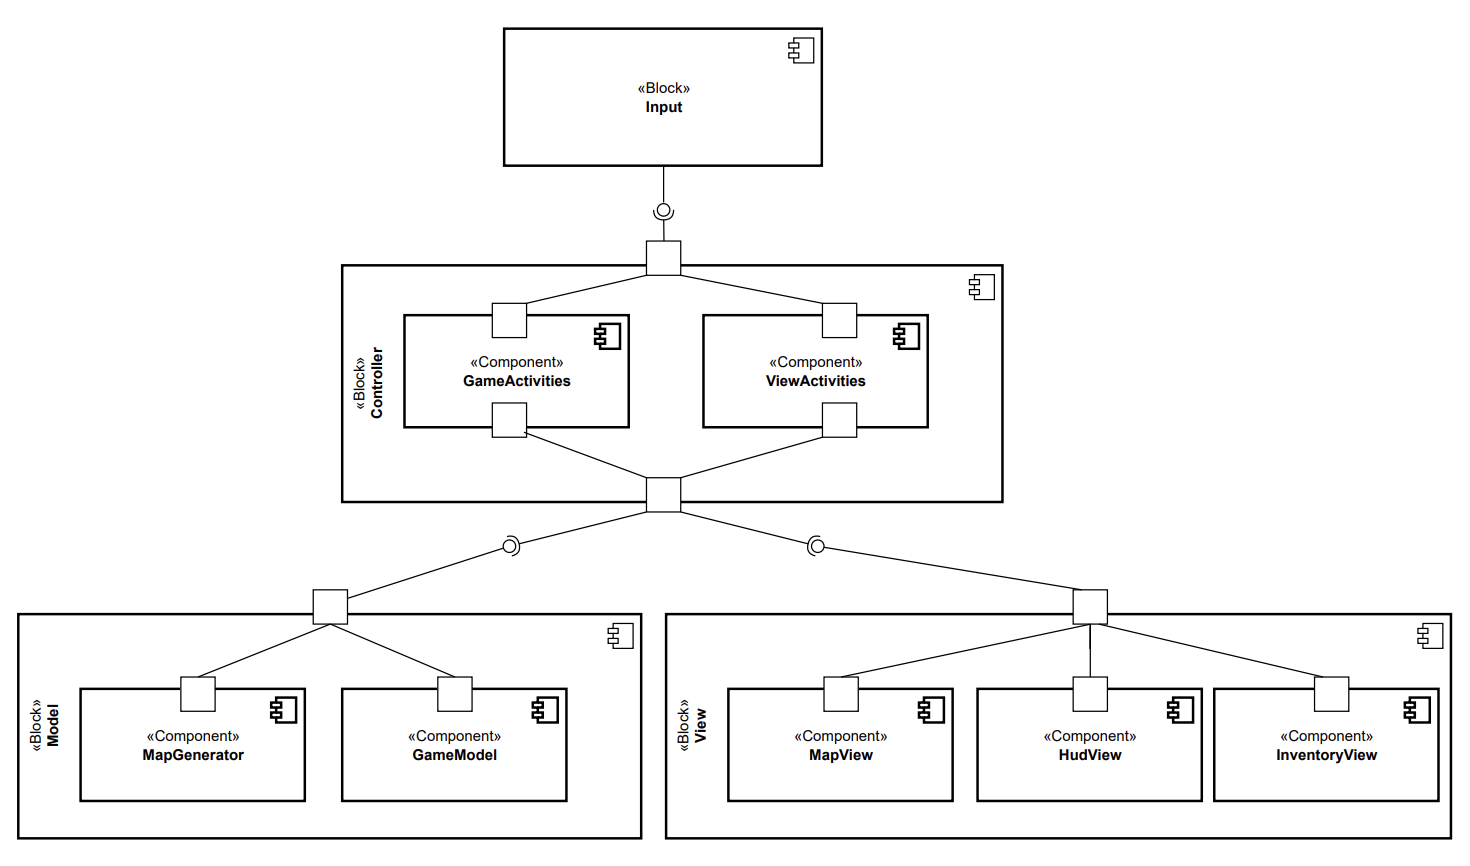 «Block»
Input
«Block»
Controller
«Component»
GameActivities
«Component»
ViewActivities
«Block»
Model
«Component»
MapGenerator
«Component»
GameModel
«Block»
View
«Component»
MapView
«Component»
HudView
«Component»
InventoryView